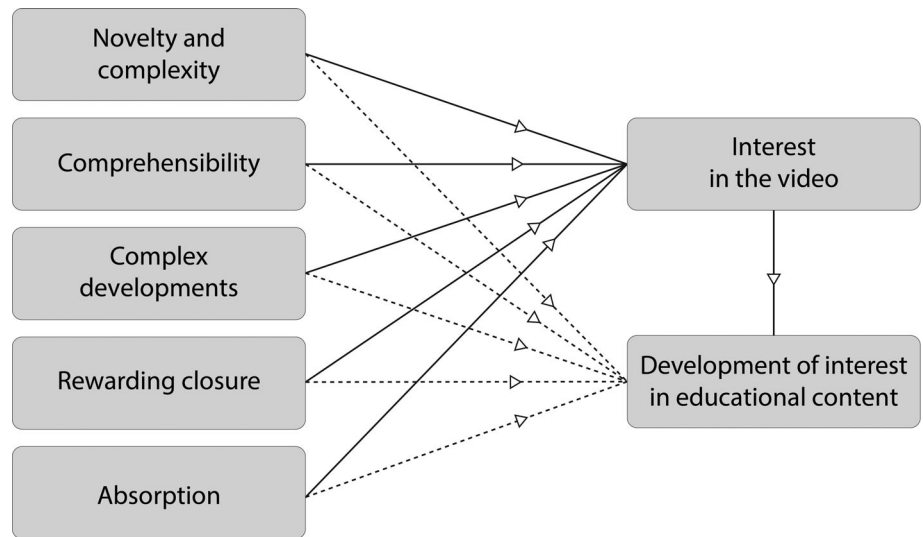 Novelty and
complexity
Comprehensibility
Complex
developments
Rewarding closure
Absorption
Interest
in the video
Development of interest
in educational content